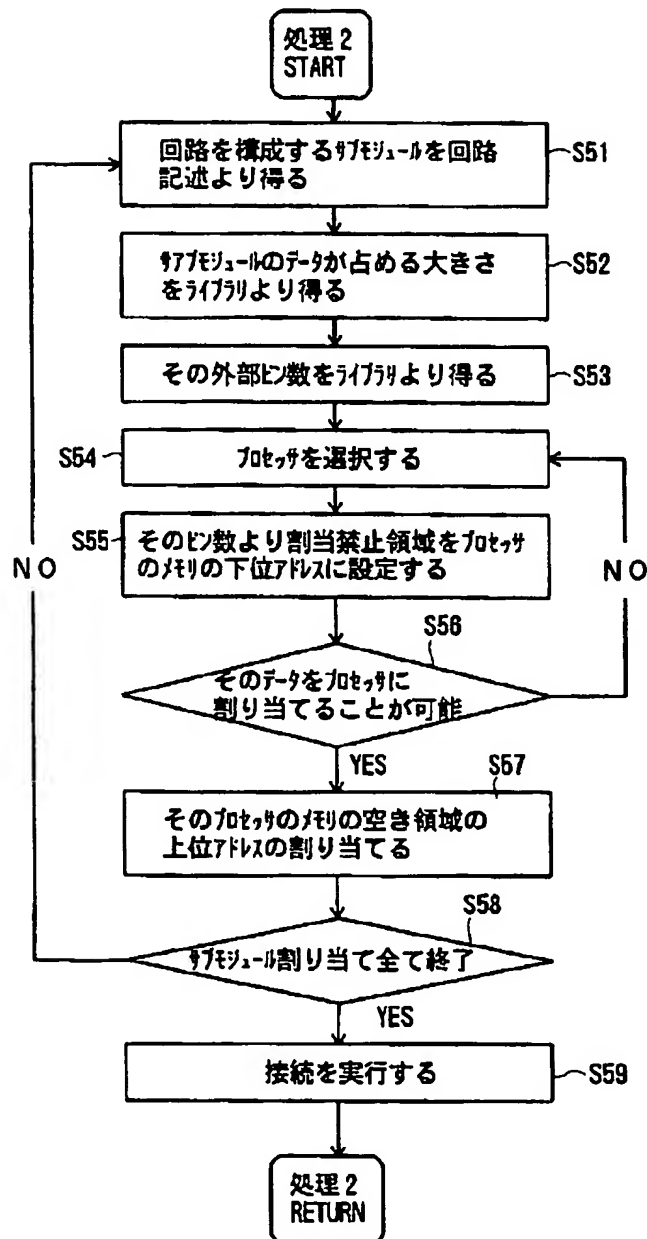 処理2
START
回路を構成するサブモジュールを回路
記述より得る
S51
サアブモジュールのデータが占める大きさ
をライブラリより得る
S52
その外部ピン数をライブラリより得る
S53
S54
プロセッサを選択する
S55
そのピン数より割当禁止領域をプロセッサ
のメモリの下位アドレスに設定する
NO
NO
S56
そのデータをプロセッサに
割り当てることが可能
YES
S57
そのプロセッサのメモリの空き領域の
上位アドレスの割り当てる
S58
サブモジュール割り当て全て終了
YES
接続を実行する
S59
処理2
RETURN